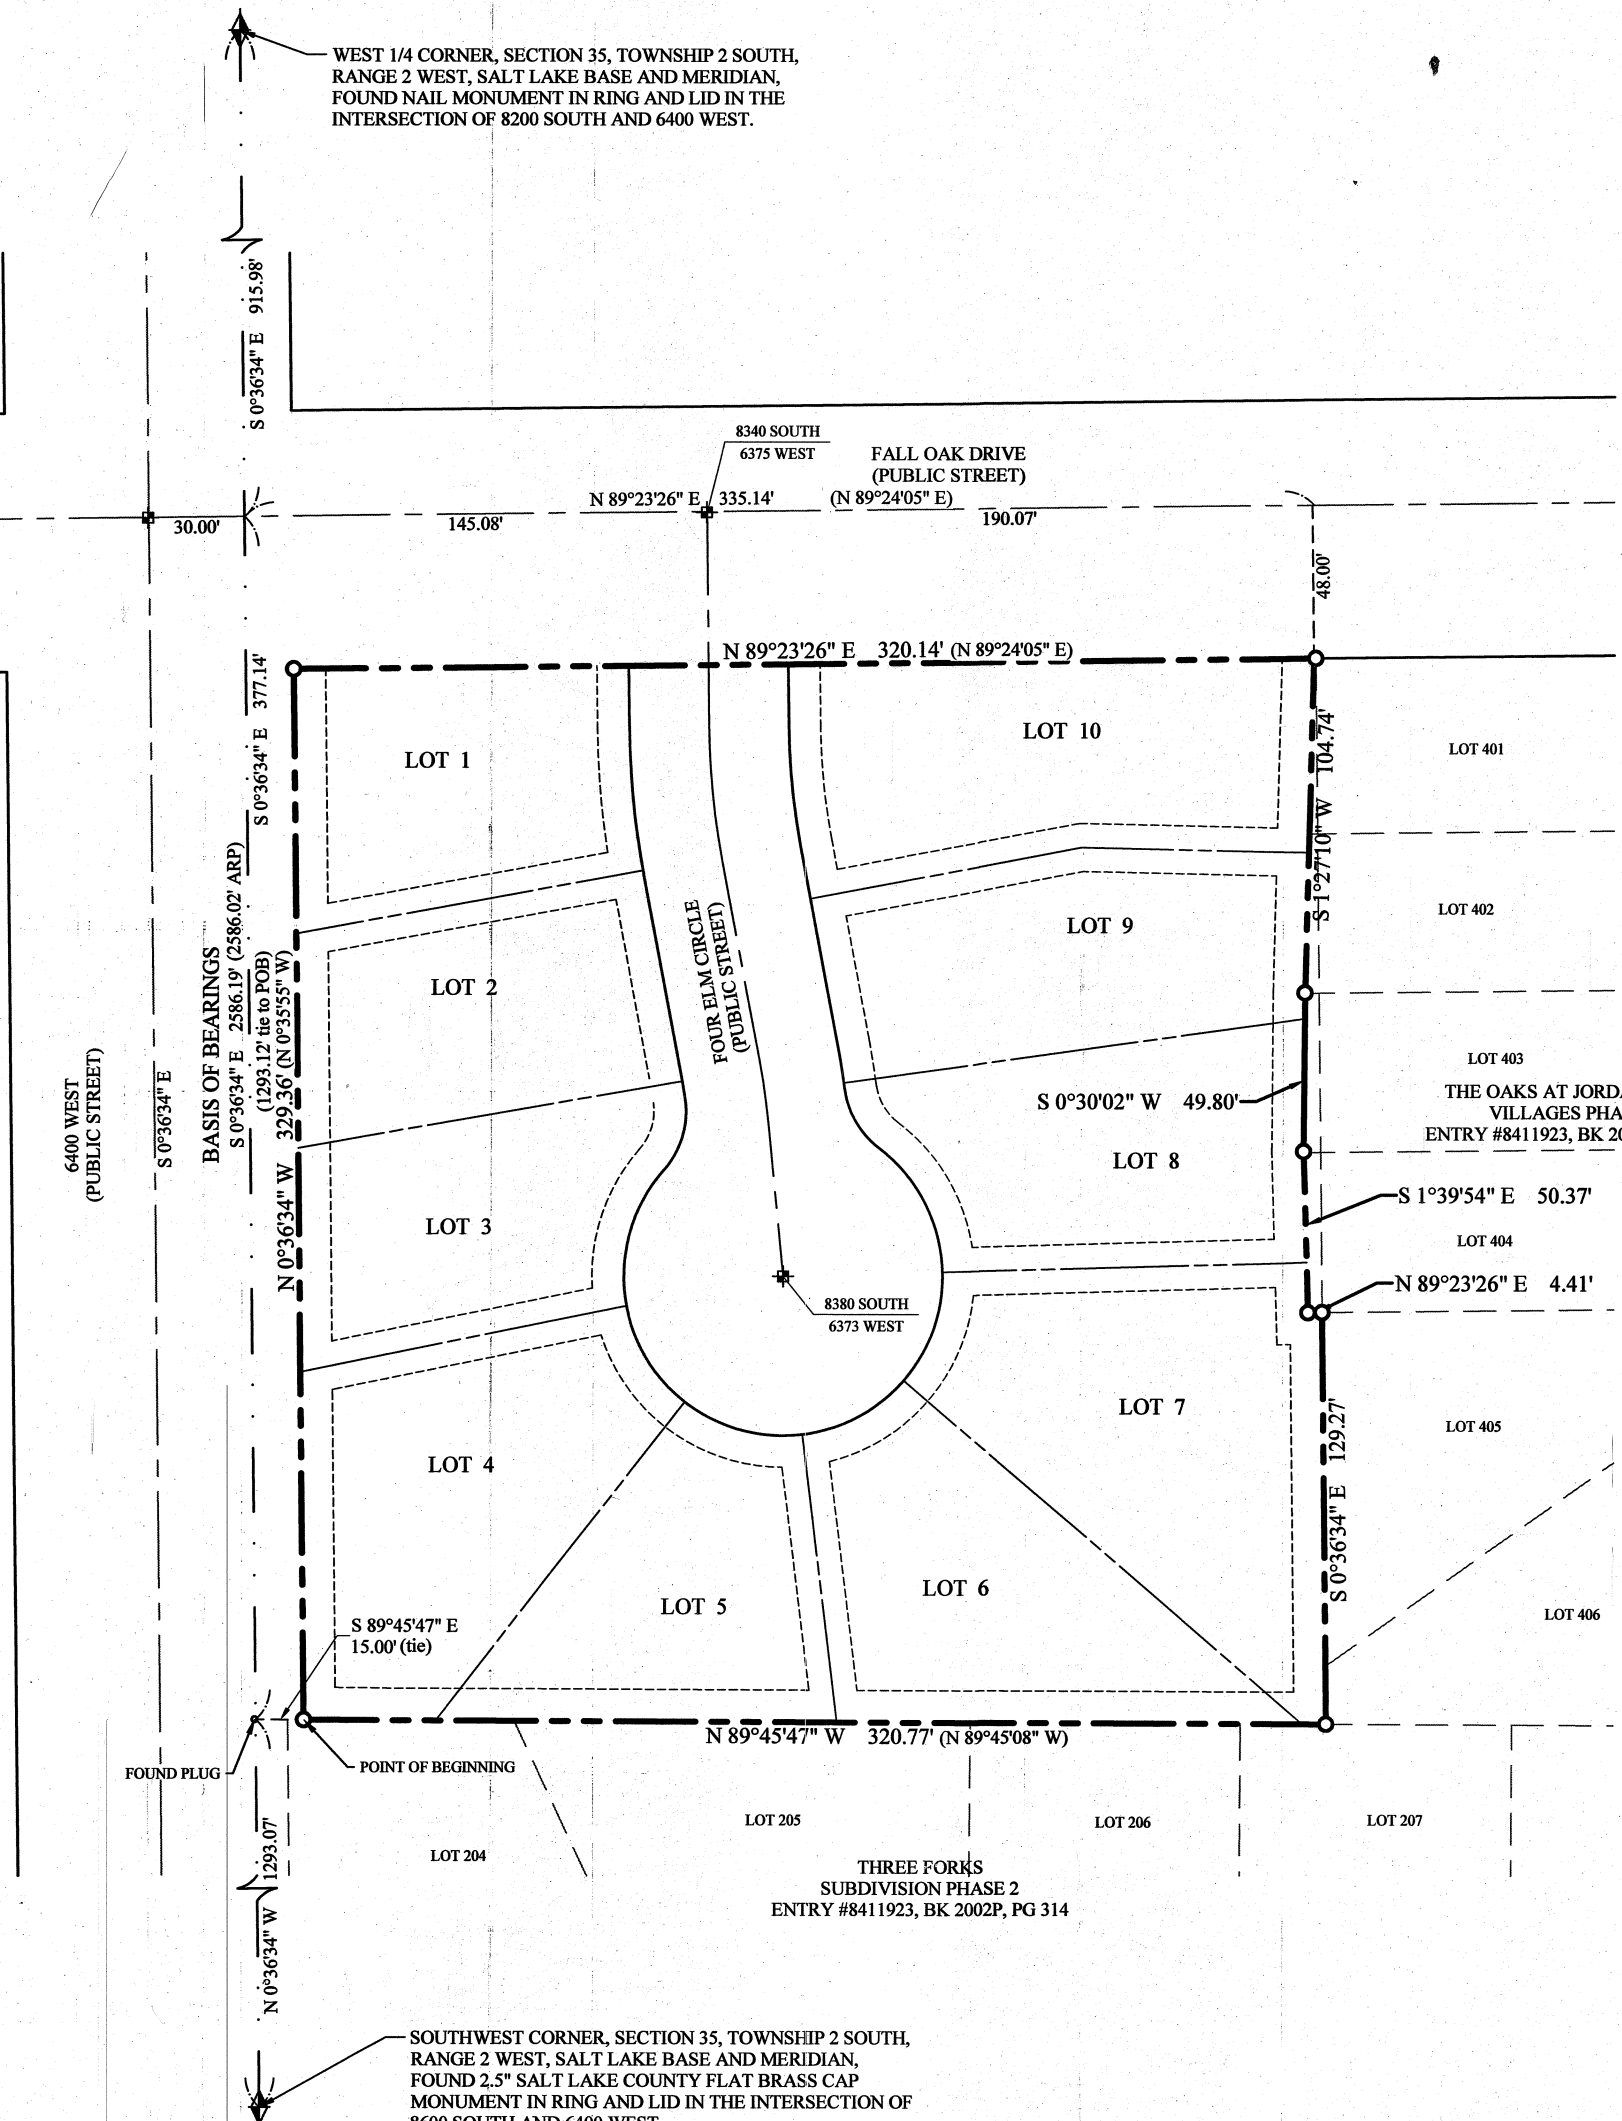 WEST 1/4 CORNER, SECTION 35, TOWNSHIP 2 SOUTH,
RANGE 2 WEST, SALT LAKE BASE AND MERIDIAN,
FOUND NAIL MONUMENT IN RING AND LID IN THE
INTERSECTION OF 8200 SOUTH AND 6400 WEST.
S 0°36'34" E 915.98'
8340 SOUTH
6375 WEST
FALL OAK DRIVE
(PUBLIC STREET)
N 89°23'26" E 335.14' (N 89°24'05" E)
30.00'
145.08'
190.07'
48.00'
N 89°23'26" E 320.14' (N 89°24'05" E)
S 0°36'34" E 377.14'
LOT 1
LOT 10
S 1°27'10" W 104.74'
LOT 401
LOT 402
LOT 9
LOT 2
FOUR ELM CIRCLE
(PUBLIC STREET)
6400 WEST
(PUBLIC STREET)
S 0°36'34" E
BASIS OF BEARINGS
S 0°36'34" E 2586.19' (2586.02' ARP)
(1293.12' tie to POB)
N 0°36'34" W 329.36' (N 0°35'55" W)
LOT 403
S 0°30'02" W 49.80'
THE OAKS AT JORD
VILLAGES PHA
ENTRY #8411923, BK 20
LOT 8
S 1°39'54" E 50.37'
LOT 3
LOT 404
N 89°23'26" E 4.41'
8380 SOUTH
6373 WEST
LOT 7
S 0°36'34" E 129.27'
LOT 405
LOT 4
LOT 6
LOT 5
LOT 406
S 89°45'47" E
15.00' (tie)
N 89°45'47" W 320.77' (N 89°45'08" W)
FOUND PLUG
POINT OF BEGINNING
LOT 204
LOT 205
LOT 206
LOT 207
THREE FORKS
SUBDIVISION PHASE 2
ENTRY #8411923, BK 2002P, PG 314
N 0°36'34" W 1293.07'
SOUTHWEST CORNER, SECTION 35, TOWNSHIP 2 SOUTH,
RANGE 2 WEST, SALT LAKE BASE AND MERIDIAN,
FOUND 2.5" SALT LAKE COUNTY FLAT BRASS CAP
MONUMENT IN RING AND LID IN THE INTERSECTION OF
8600 SOUTH AND 6400 WEST